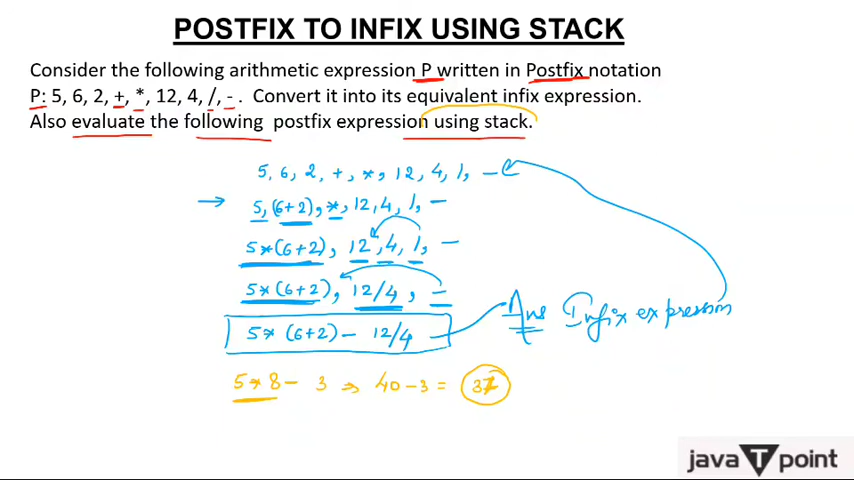 POSTFIX TO INFIX USING STACK
Consider the following arithmetic expression P written in Postfix notation
P: 5, 6, 2, +, *, 12, 4, /, - . Convert it into its equivalent infix expression.
Also evaluate the following postfix expression using stack.
5, 6, 2, +, *, 12, 4, /, -
→ 5, (6+2), *, 12, 4, /, -
5*(6+2), 12, 4, /, -
5*(6+2), 12/4, -
5*(6+2) - 12/4
Ans Infix expression
5*8 - 3 ⇒ 40-3 = 37
java T point